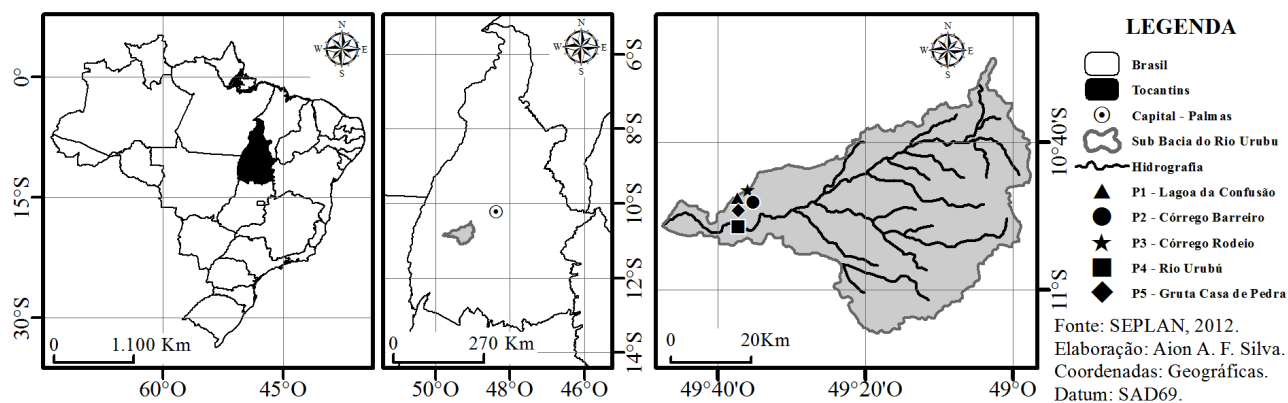 N
W E
S
0°
15°S
30°S
0 1.100 Km
60°O 45°O
N
W E
S
6°S
8°S
10°S
12°S
14°S
0 270 Km
50°O 48°O 46°O
N
W E
S
10°40'S
11°S
0 20Km
49°40'O 49°20'O 49°O
LEGENDA
Brasil
Tocantins
Capital - Palmas
Sub Bacia do Rio Urubu
Hidrografia
P1 - Lagoa da Confusão
P2 - Córrego Barreiro
P3 - Córrego Rodeio
P4 - Rio Urubú
P5 - Gruta Casa de Pedra
Fonte: SEPLAN, 2012.
Elaboração: Aion A. F. Silva.
Coordenadas: Geográficas.
Datum: SAD69.